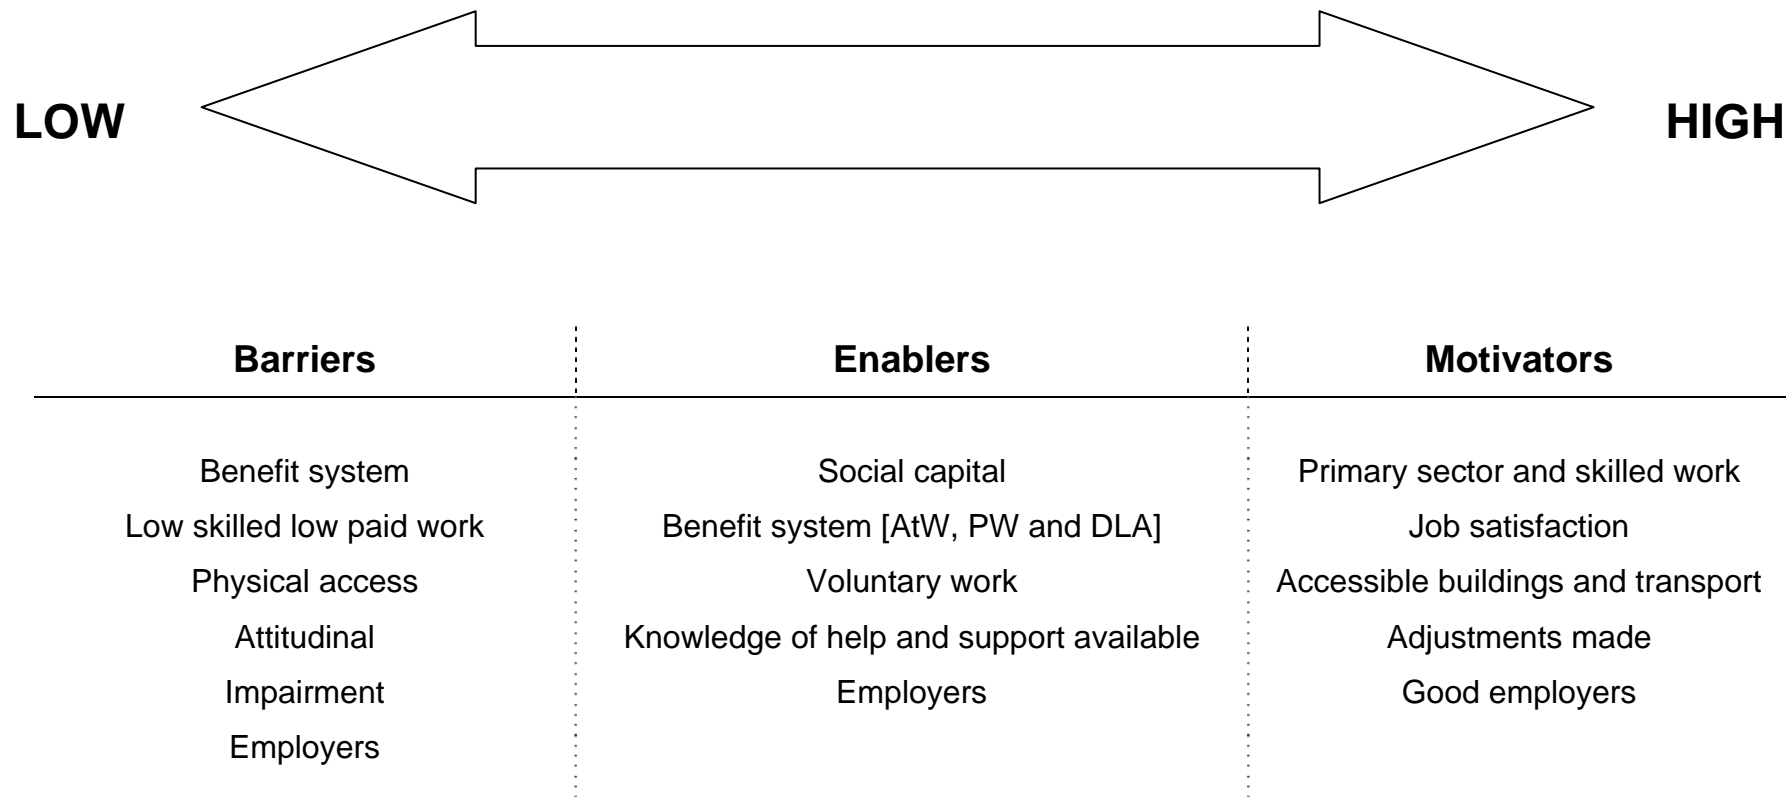 LOW
HIGH
Barriers
Enablers
Motivators
Benefit system
Social capital
Primary sector and skilled work
Low skilled low paid work
Benefit system [AtW, PW and DLA]
Job satisfaction
Physical access
Voluntary work
Accessible buildings and transport
Attitudinal
Knowledge of help and support available
Adjustments made
Impairment
Employers
Good employers
Employers